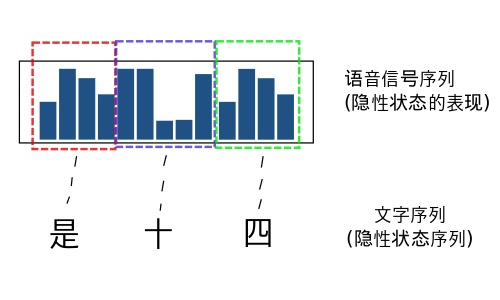 语音信号序列
(隐性状态的表现)
是 十 四
文字序列
(隐性状态序列)